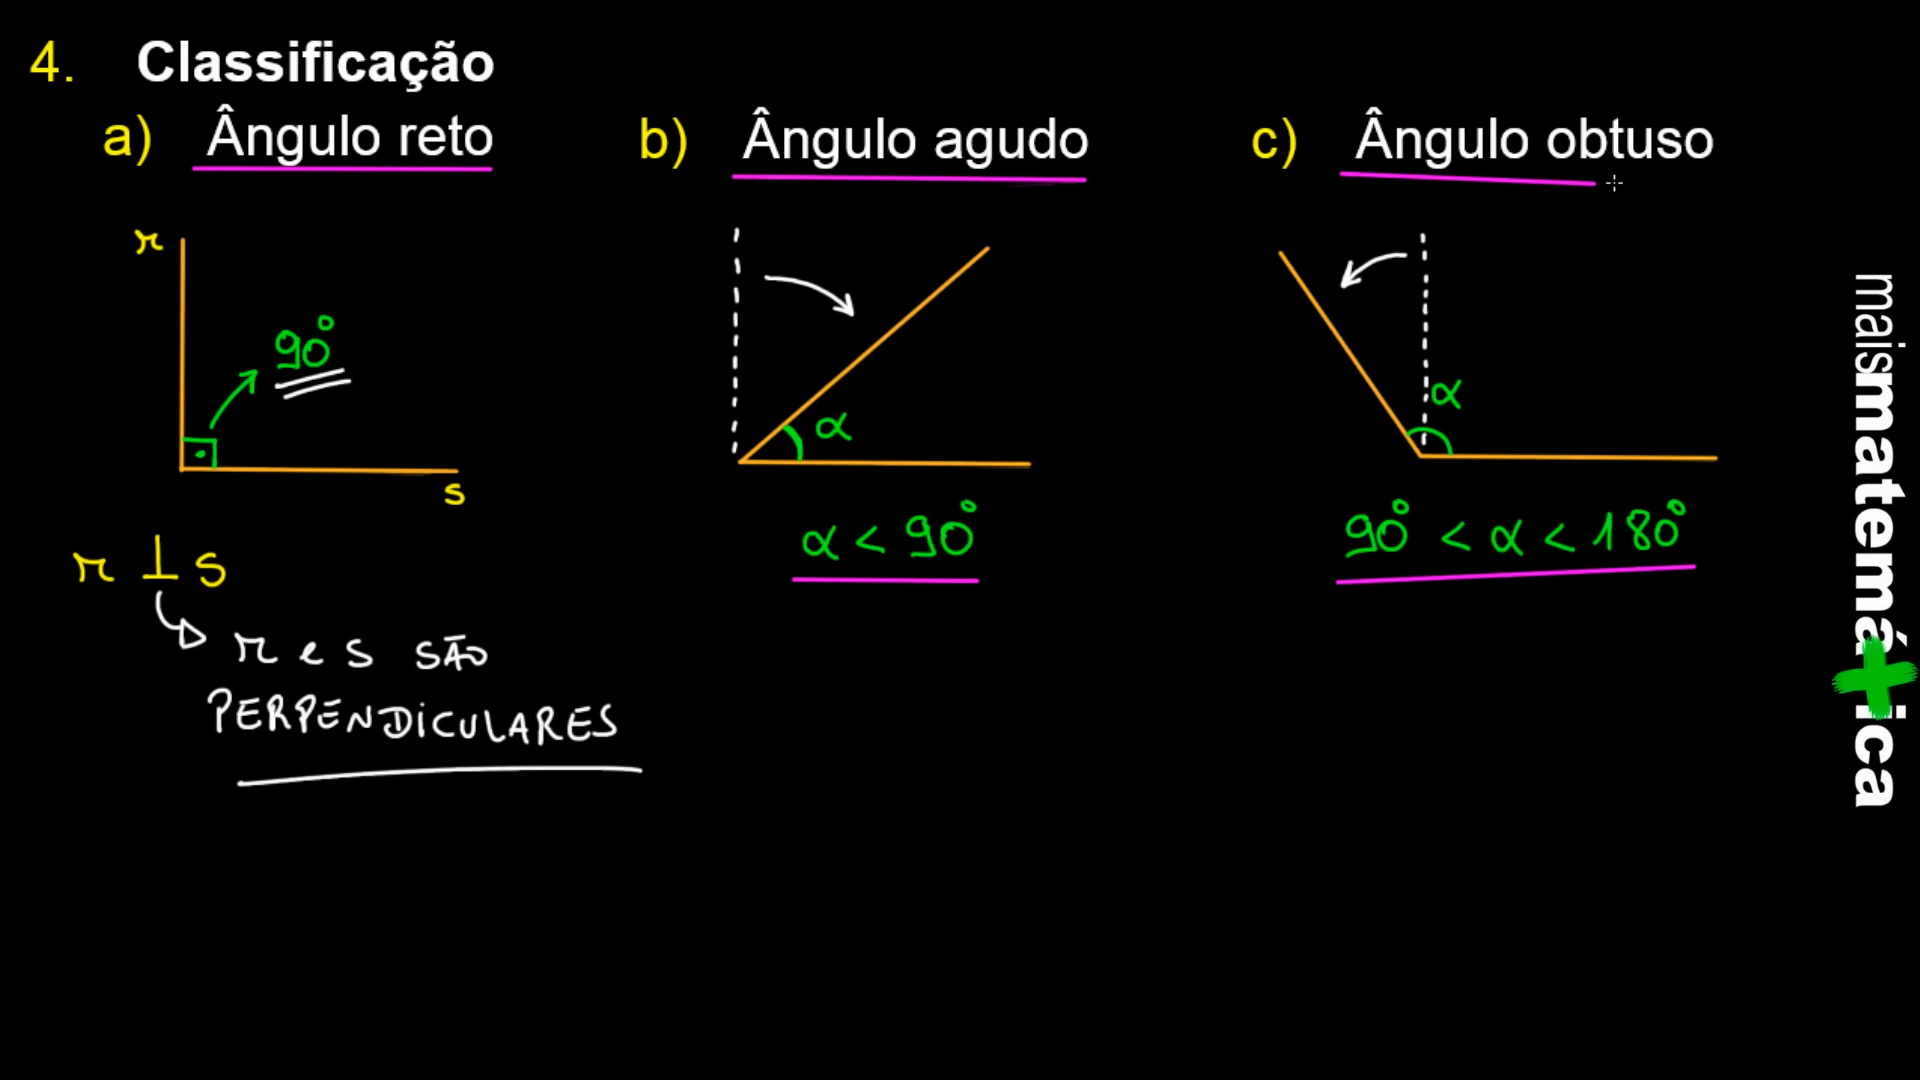 4. Classificação
a) Ângulo reto
b) Ângulo agudo
c) Ângulo obtuso
r
90°
s
r ⊥ s
r e s SÃO
PERPENDICULARES
α
α < 90°
α
90° < α < 180°
maismatemática